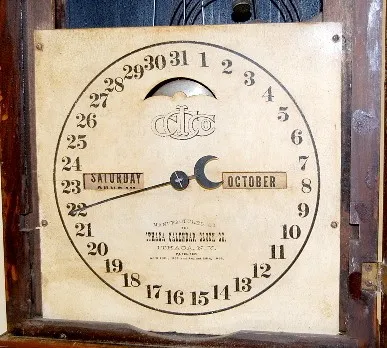 29 30 31 1 2
28 3
27 4
26 5
25 6
24 7
23 SATURDAY OCTOBER 8
22 9
21 10
20 11
19 12
18 17 16 15 14 13
ITHACA CALENDAR CLOCK CO.
ITHACA, N.Y.